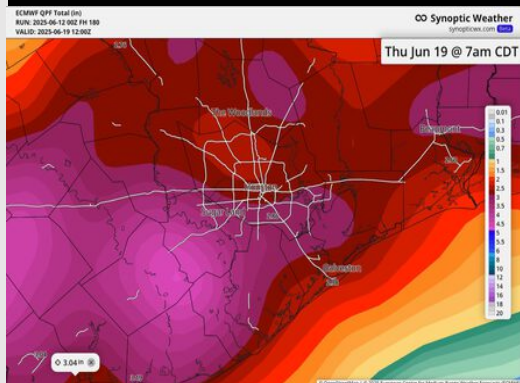 ECMWF QPF Total (in)
RUN: 2025-06-12 00Z FH 180
VALID: 2025-06-19 12:00Z
Synoptic Weather
synopticwx.com Beta
Thu Jun 19 @ 7am CDT
The Woodlands
Beaumont
Houston
Sugar Land
Galveston
0.01
0.1
0.3
0.5
0.7
1
1.5
2
2.5
3
3.5
4
4.5
5
5.5
6
8
10
12
14
16
18
20
3.04 in